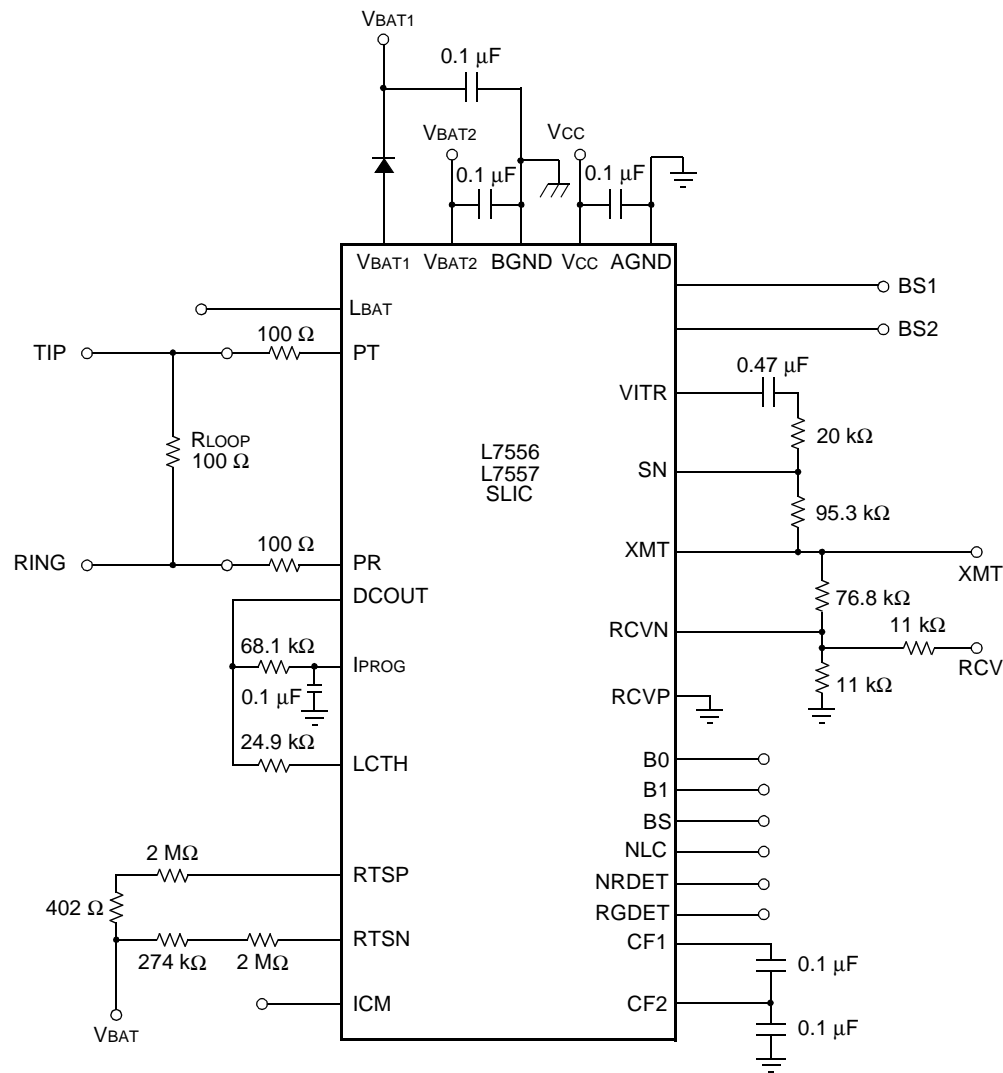 VBAT1
0.1 μF
VBAT2
0.1 μF
VCC
0.1 μF
VBAT1 VBAT2 BGND VCC AGND
LBAT
BS1
BS2
TIP
100 Ω
PT
0.47 μF
VITR
20 kΩ
RLOOP
100 Ω
L7556
L7557
SLIC
SN
95.3 kΩ
RING
100 Ω
PR
XMT
XMT
DCOUT
76.8 kΩ
RCVN
11 kΩ
RCV
68.1 kΩ
IPROG
0.1 μF
11 kΩ
RCVP
24.9 kΩ
LCTH
B0
B1
BS
NLC
NRDET
RGDET
2 MΩ
RTSP
402 Ω
RTSN
274 kΩ
2 MΩ
CF1
0.1 μF
ICM
CF2
VBAT
0.1 μF